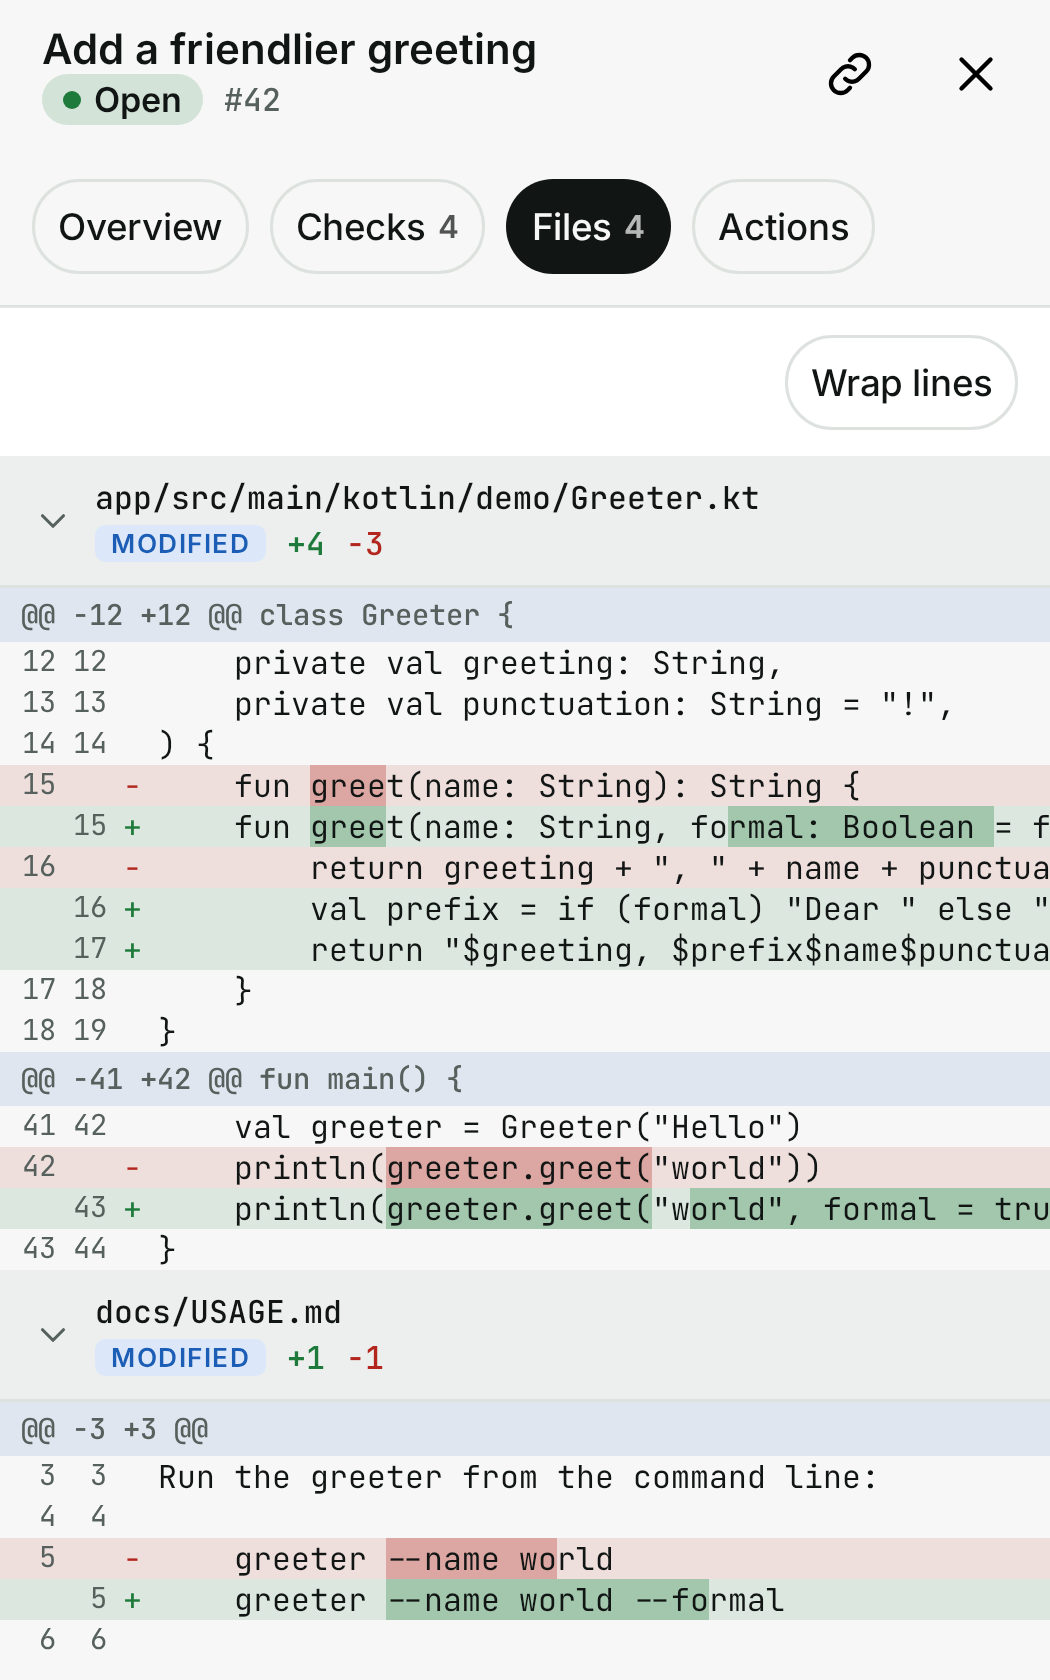 Add a friendlier greeting
Open #42
Overview Checks 4 Files 4 Actions
Wrap lines
app/src/main/kotlin/demo/Greeter.kt
MODIFIED +4 -3
@@ -12 +12 @@ class Greeter {
12 12     private val greeting: String,
13 13     private val punctuation: String = "!",
14 14 ) {
15 -     fun greet(name: String): String {
15 +     fun greet(name: String, formal: Boolean = f
16 -         return greeting + ", " + name + punctua
16 +         val prefix = if (formal) "Dear " else "
17 +         return "$greeting, $prefix$name$punctua
17 18     }
18 19 }
@@ -41 +42 @@ fun main() {
41 42     val greeter = Greeter("Hello")
42 -     println(greeter.greet("world"))
43 +     println(greeter.greet("world", formal = tru
43 44 }
docs/USAGE.md
MODIFIED +1 -1
@@ -3 +3 @@
3 3 Run the greeter from the command line:
4 4
5 -     greeter --name world
5 +     greeter --name world --formal
6 6